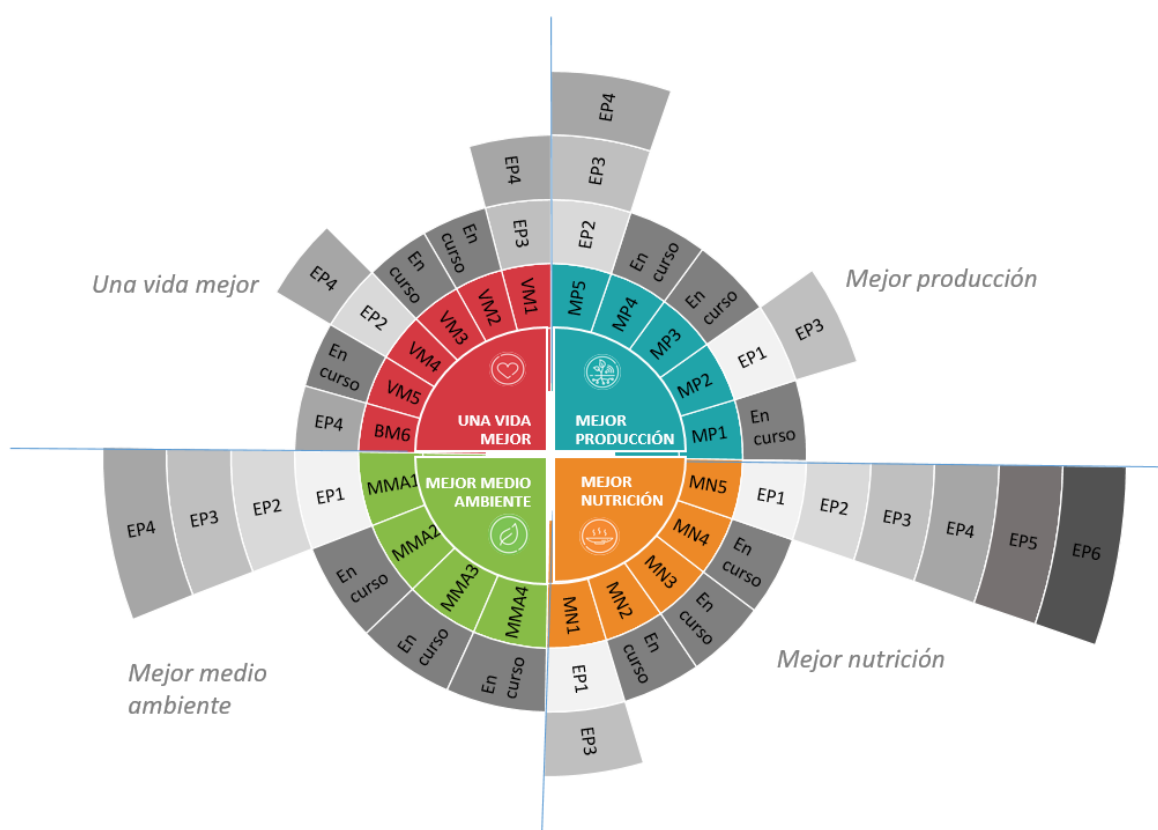 EP4
EP3
EP2
EP4
EP3
En
curso
En
curso
En
curso
En
curso
Una vida mejor
Mejor producción
EP4
EP2
EP1
EP3
En
curso
EP4
En
curso
VM1
VM2
VM3
VM4
VM5
BM6
MP5
MP4
MP3
MP2
MP1
UNA VIDA
MEJOR
MEJOR
PRODUCCIÓN
MEJOR MEDIO
AMBIENTE
MEJOR
NUTRICIÓN
MMA1
MMA2
MMA3
MMA4
MN5
MN4
MN3
MN2
MN1
EP4
EP3
EP2
EP1
EP1
EP2
EP3
EP4
EP5
EP6
En
curso
En
curso
En
curso
En
curso
En
curso
En
curso
EP1
EP3
Mejor medio
ambiente
Mejor nutrición